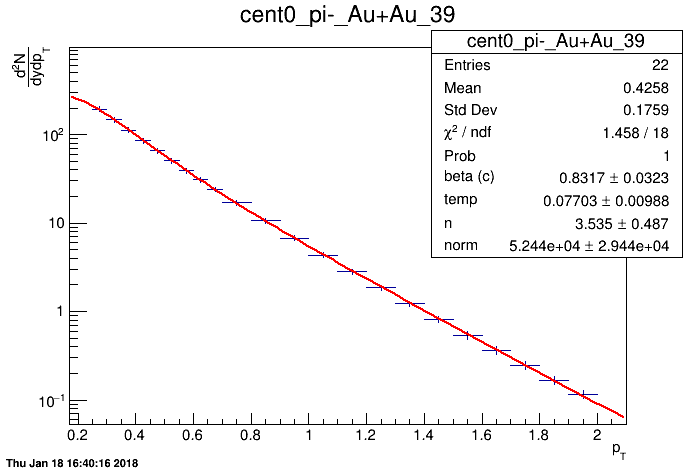 cent0_pi-_Au+Au_39
cent0_pi-_Au+Au_39
Entries 22
Mean 0.4258
Std Dev 0.1759
χ² / ndf 1.458 / 18
Prob 1
beta (c) 0.8317 ± 0.0323
temp 0.07703 ± 0.00988
n 3.535 ± 0.487
norm 5.244e+04 ± 2.944e+04
d²N
dydp_T
10²
10
1
10⁻¹
0.2 0.4 0.6 0.8 1 1.2 1.4 1.6 1.8 2
p_T
Thu Jan 18 16:40:16 2018